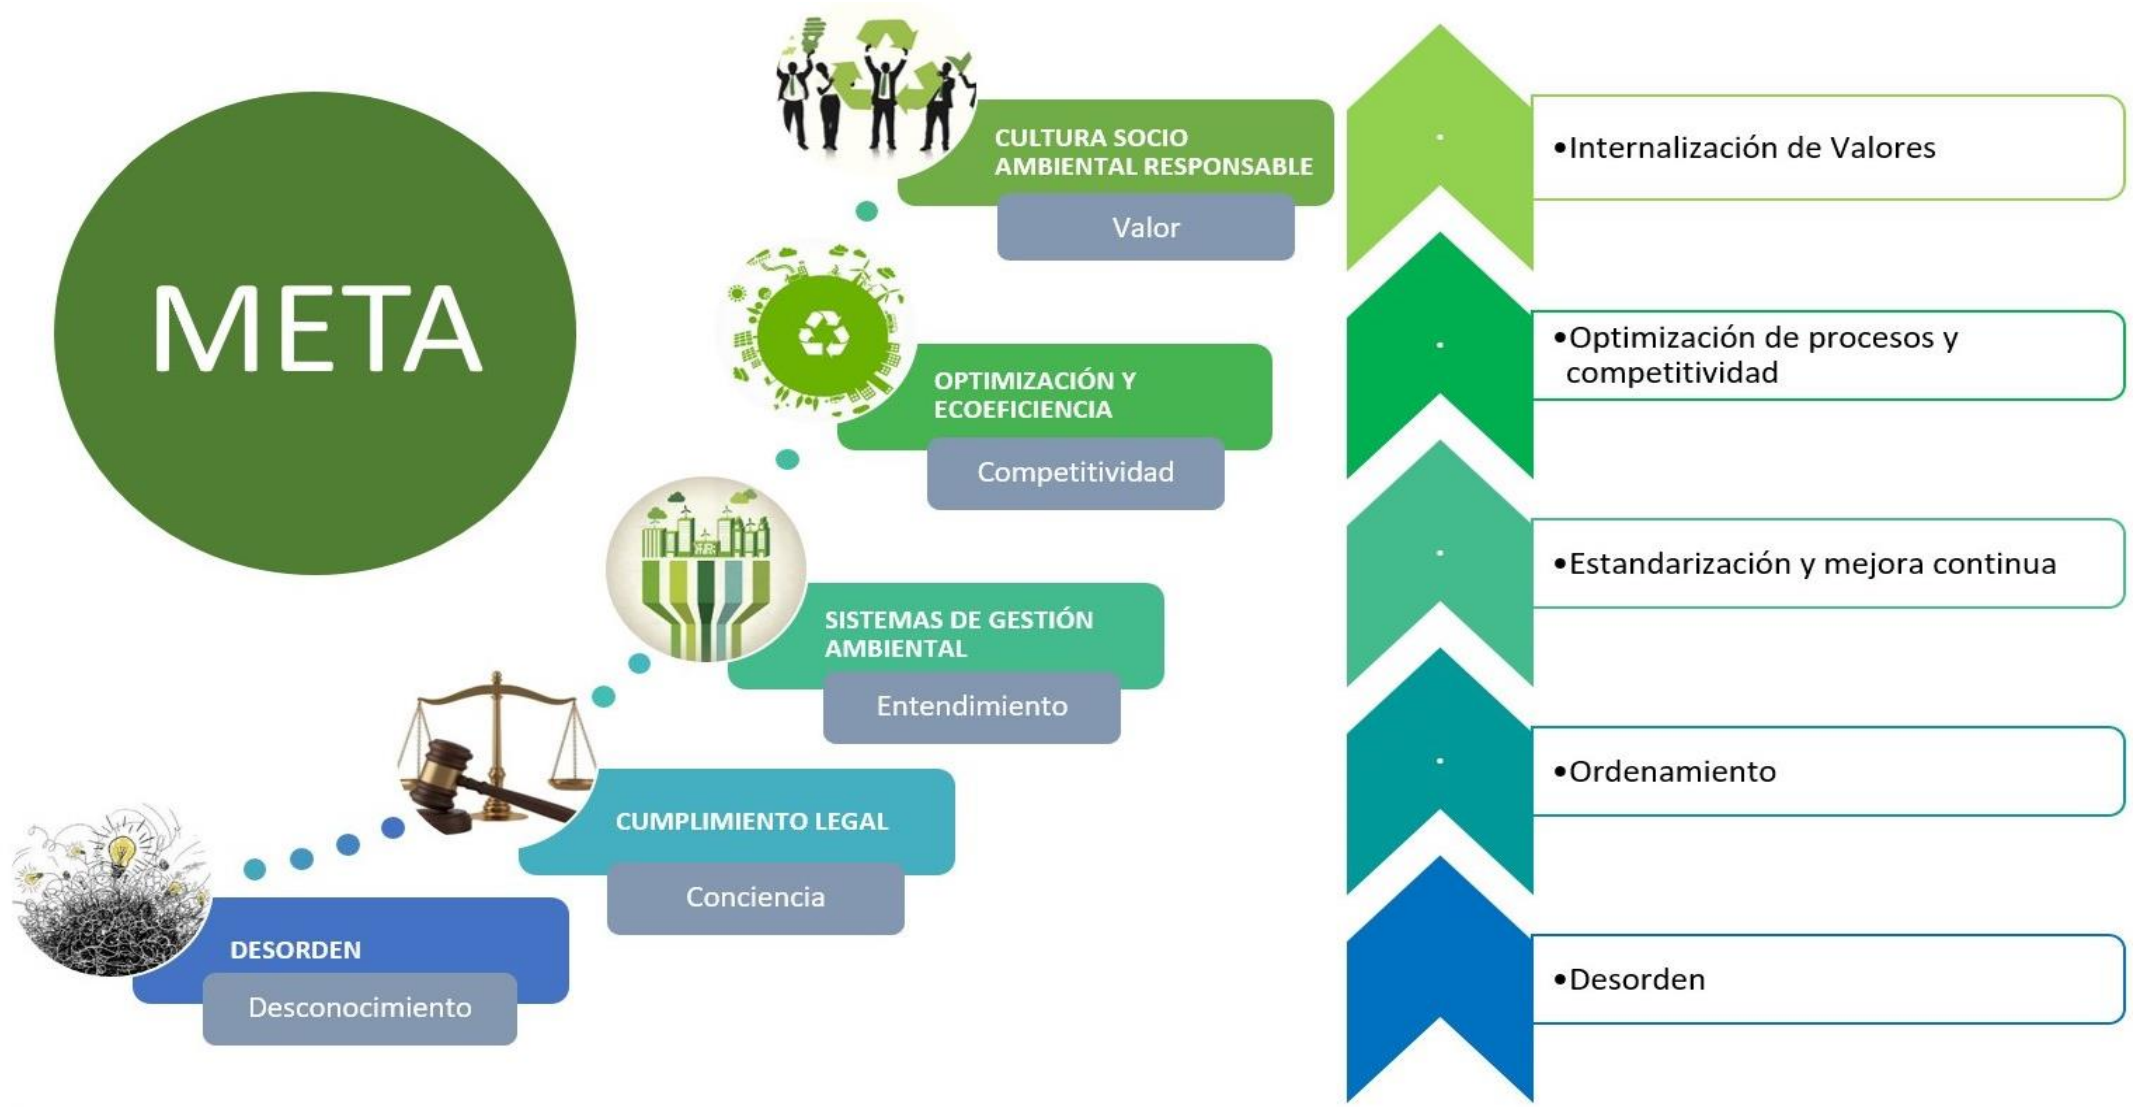 META
CULTURA SOCIO
AMBIENTAL RESPONSABLE
Valor
OPTIMIZACIÓN Y
ECOEFICIENCIA
Competitividad
SISTEMAS DE GESTIÓN
AMBIENTAL
Entendimiento
CUMPLIMIENTO LEGAL
Conciencia
DESORDEN
Desconocimiento
•Internalización de Valores
•Optimización de procesos y
competitividad
•Estandarización y mejora continua
•Ordenamiento
•Desorden